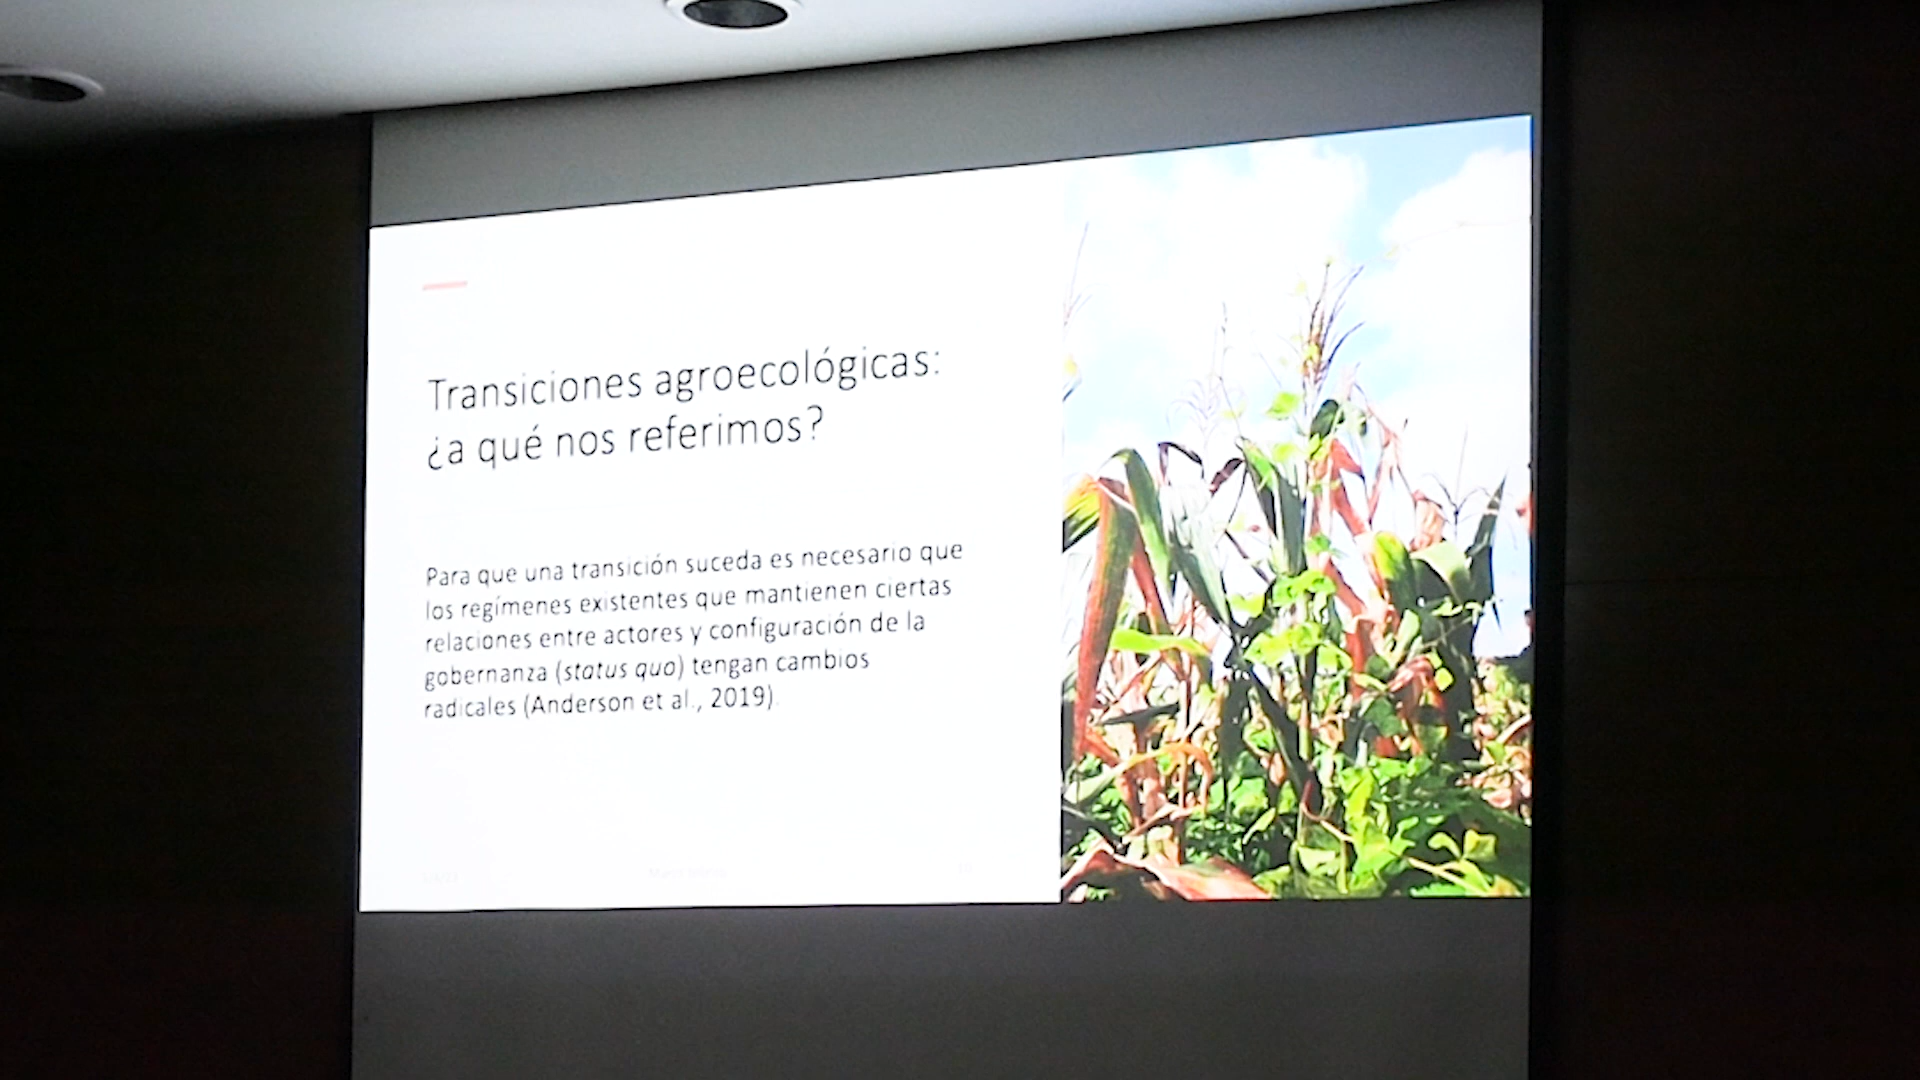 Transiciones agroecológicas:
¿a qué nos referimos?
Para que una transición suceda es necesario que
los regímenes existentes que mantienen ciertas
relaciones entre actores y configuración de la
gobernanza (status quo) tengan cambios
radicales (Anderson et al., 2019).